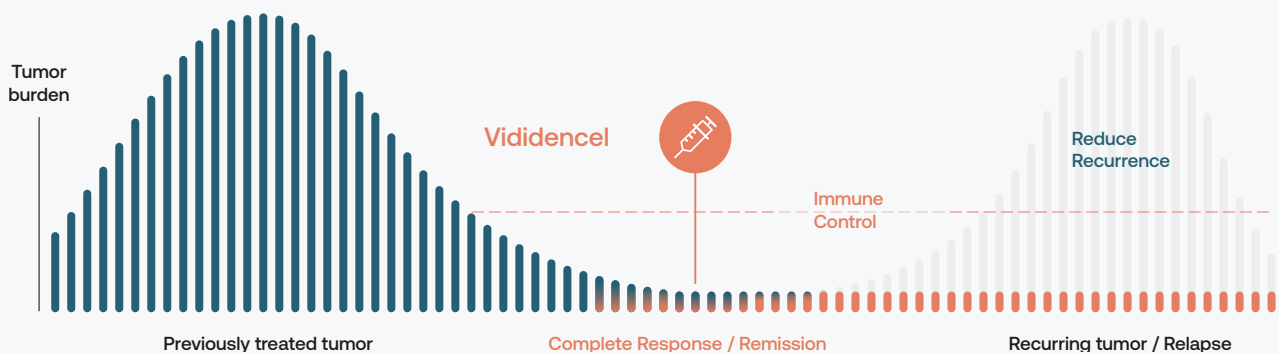 Tumor
burden
Vididencel
Immune
Control
Reduce
Recurrence
Previously treated tumor
Complete Response / Remission
Recurring tumor / Relapse